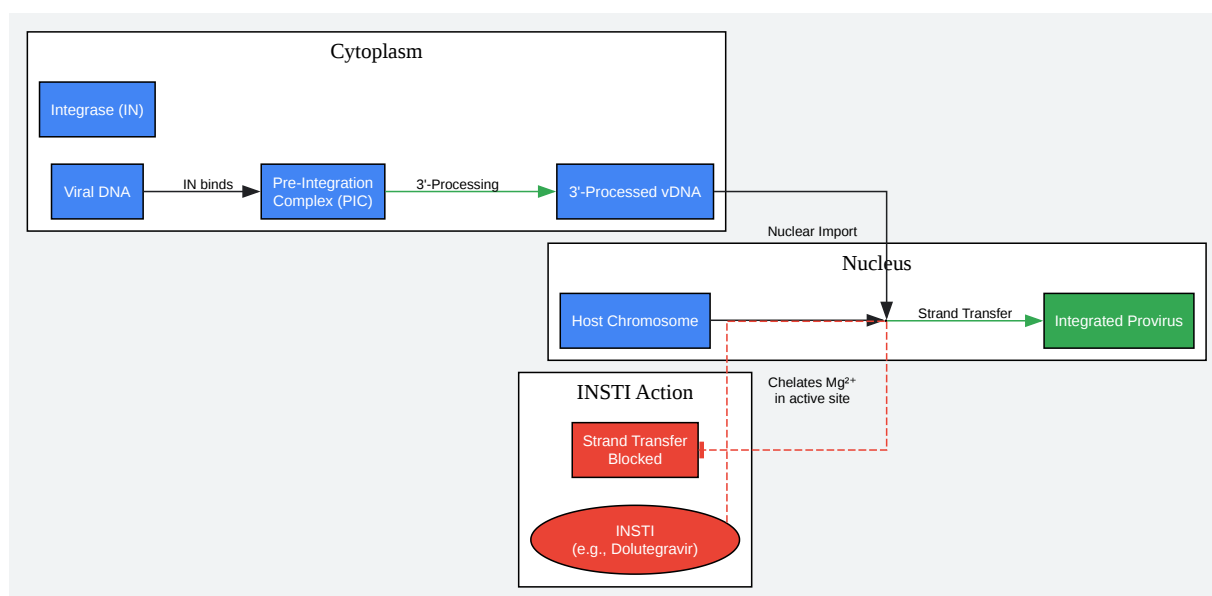 Cytoplasm
Integrase (IN)
Viral DNA
IN binds
Pre-Integration
Complex (PIC)
3'-Processing
3'-Processed vDNA
Nuclear Import
Nucleus
Host Chromosome
Strand Transfer
Integrated Provirus
INSTI Action
Chelates Mg²⁺
in active site
Strand Transfer
Blocked
INSTI
(e.g., Dolutegravir)